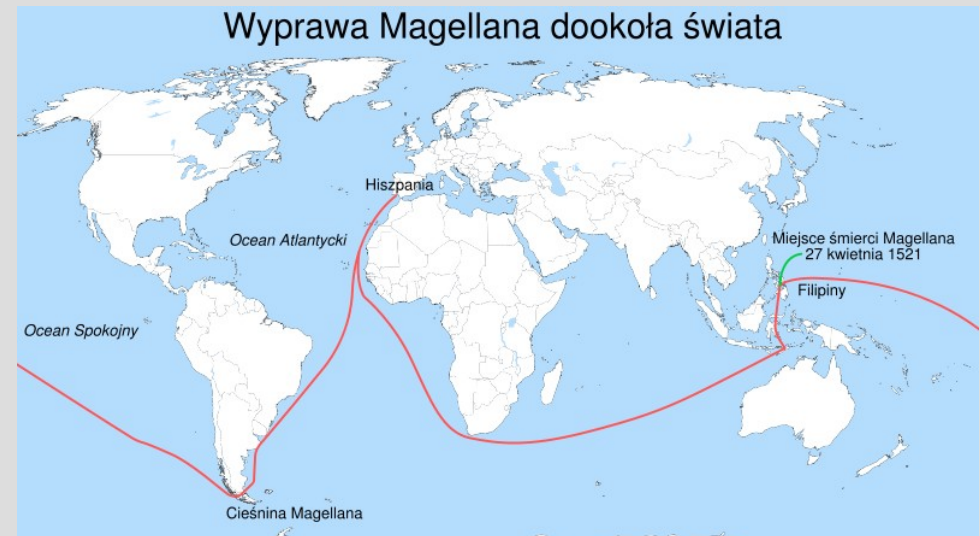 Wyprawa Magellana dookoła świata
Hiszpania
Ocean Atlantycki
Miejsce śmierci Magellana
27 kwietnia 1521
Filipiny
Ocean Spokojny
Cieśnina Magellana